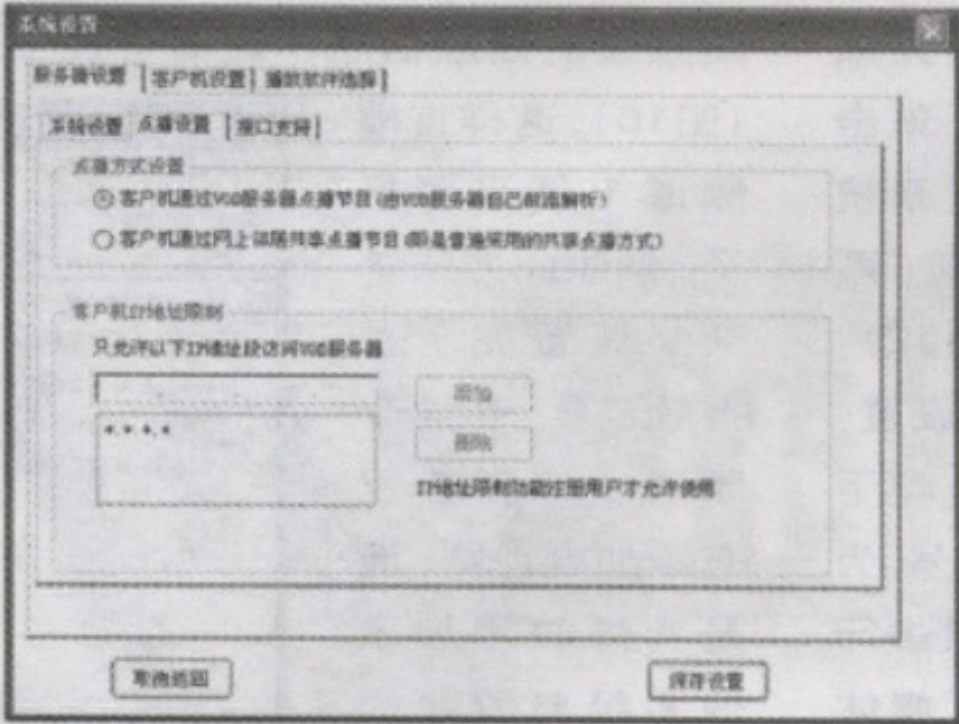 系统设置
服务器设置 客户机设置 播放软件选择
系统设置 点播设置 接口支持
点播方式设置
客户机通过VOD服务器点播节目(由VOD服务器自己做流解析)
客户机通过网上邻居共享点播节目(即是普通采用的共享点播方式)
客户机IP地址限制
只允许以下IP地址段访问VOD服务器
添加
*.*.*.*
删除
IP地址限制功能注册用户才允许使用
取消返回
保存设置